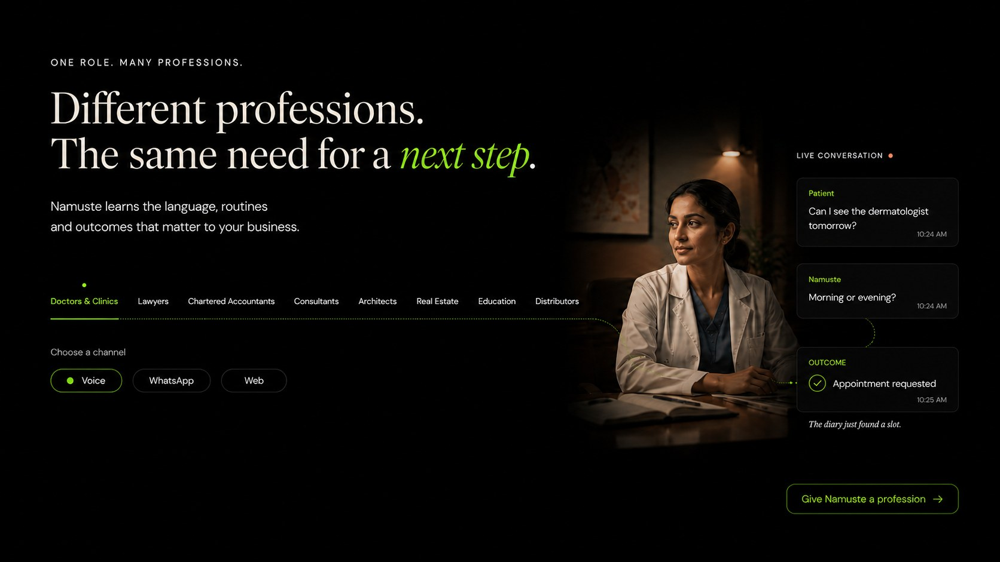 ONE ROLE. MANY PROFESSIONS.
Different professions.
The same need for a next step.
Namuste learns the language, routines
and outcomes that matter to your business.
Doctors & Clinics
Lawyers
Chartered Accountants
Consultants
Architects
Real Estate
Education
Distributors
Choose a channel
Voice
WhatsApp
Web
LIVE CONVERSATION
Patient
Can I see the dermatologist
tomorrow?
10:24 AM
Namuste
Morning or evening?
10:24 AM
OUTCOME
Appointment requested
10:25 AM
The diary just found a slot.
Give Namuste a profession →